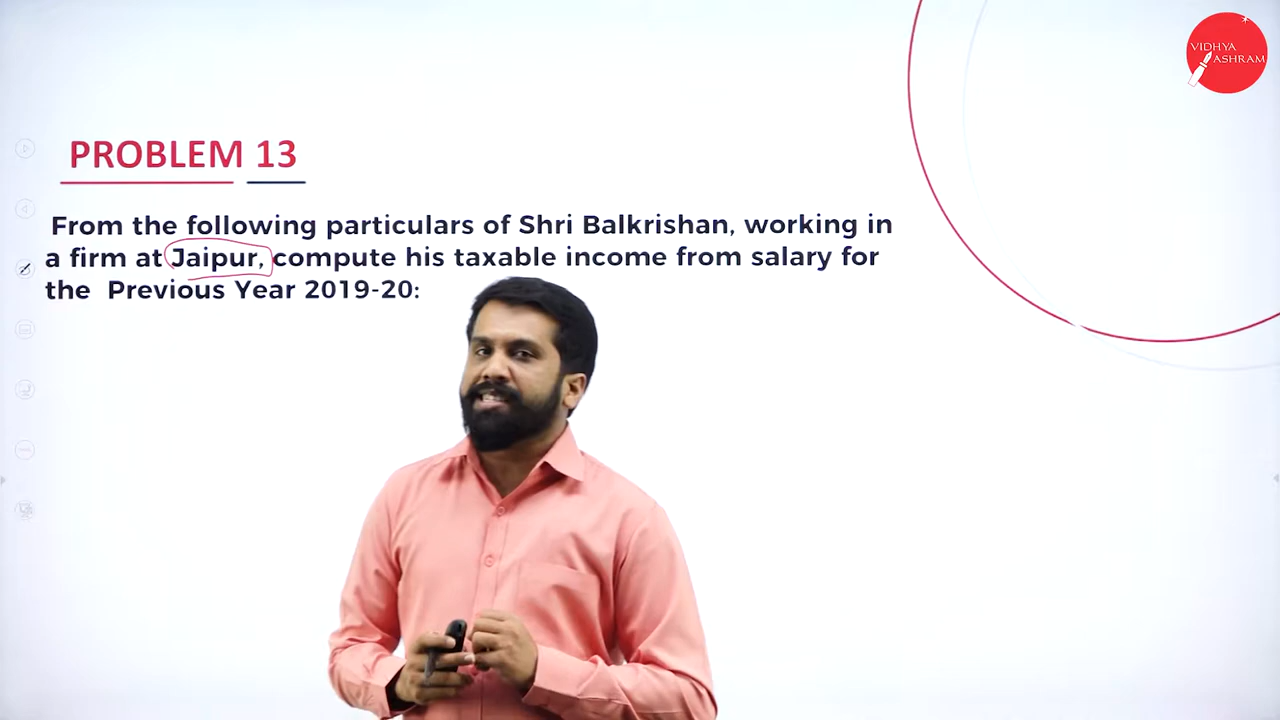 VIDHYA
ASHRAM
PROBLEM 13
From the following particulars of Shri Balkrishan, working in
a firm at Jaipur, compute his taxable income from salary for
the Previous Year 2019-20: